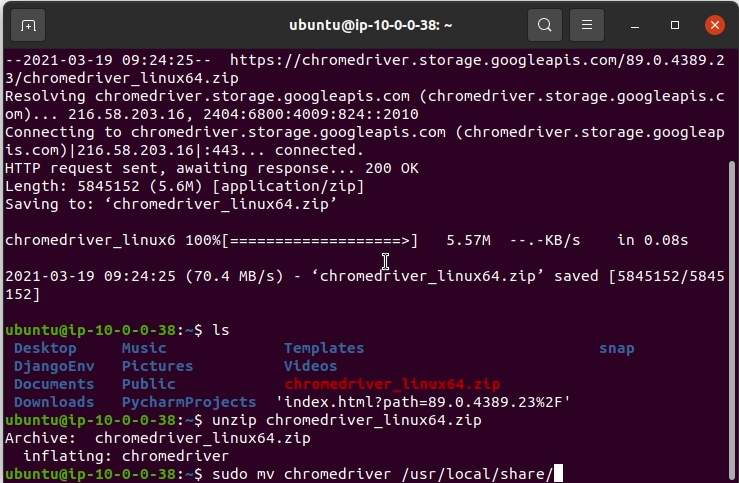 ubuntu@ip-10-0-0-38: ~
--2021-03-19 09:24:25--  https://chromedriver.storage.googleapis.com/89.0.4389.2
3/chromedriver_linux64.zip
Resolving chromedriver.storage.googleapis.com (chromedriver.storage.googleapis.c
om)... 216.58.203.16, 2404:6800:4009:824::2010
Connecting to chromedriver.storage.googleapis.com (chromedriver.storage.googleap
is.com)|216.58.203.16|:443... connected.
HTTP request sent, awaiting response... 200 OK
Length: 5845152 (5.6M) [application/zip]
Saving to: ‘chromedriver_linux64.zip’
chromedriver_linux6 100%[===================>]   5.57M  --.-KB/s    in 0.08s
2021-03-19 09:24:25 (70.4 MB/s) - ‘chromedriver_linux64.zip’ saved [5845152/5845
152]
ubuntu@ip-10-0-0-38:~$ ls
Desktop     Music             Templates                          snap
DjangoEnv   Pictures          Videos
Documents   Public            chromedriver_linux64.zip
Downloads   PycharmProjects  'index.html?path=89.0.4389.23%2F'
ubuntu@ip-10-0-0-38:~$ unzip chromedriver_linux64.zip
Archive:  chromedriver_linux64.zip
  inflating: chromedriver
ubuntu@ip-10-0-0-38:~$ sudo mv chromedriver /usr/local/share/